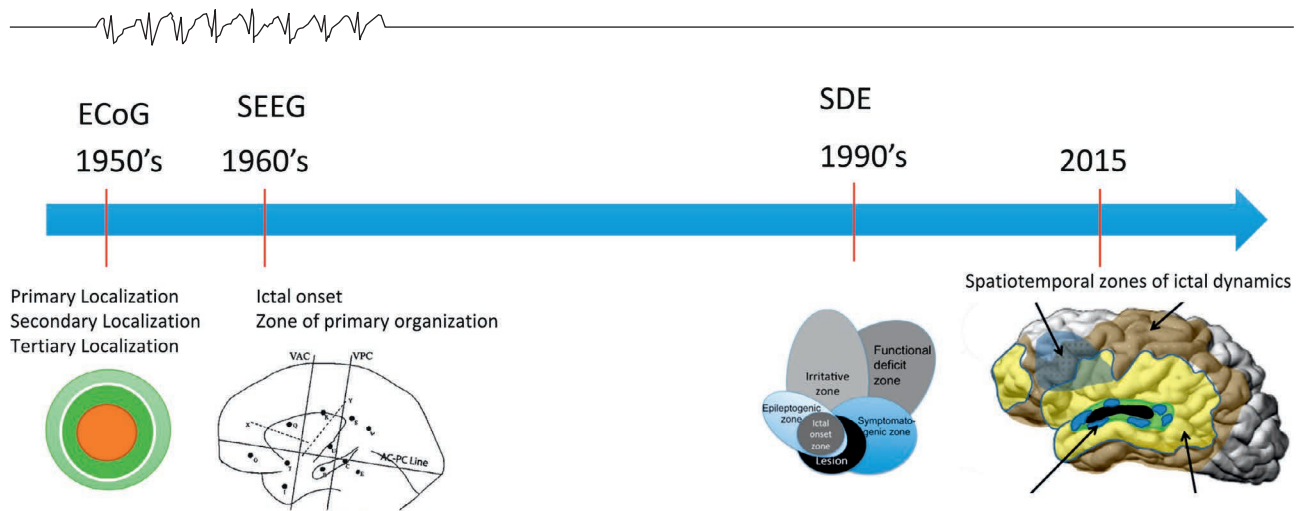 ECoG
1950's
SEEG
1960's
SDE
1990's
2015
Primary Localization
Secondary Localization
Tertiary Localization
Ictal onset
Zone of primary organization
VAC
VPC
X
Y
AC-PC Line
Irritative
zone
Functional
deficit
zone
Epileptogenic
zone
Ictal
onset
zone
Symptomato-
genic zone
Lesion
Spatiotemporal zones of ictal dynamics